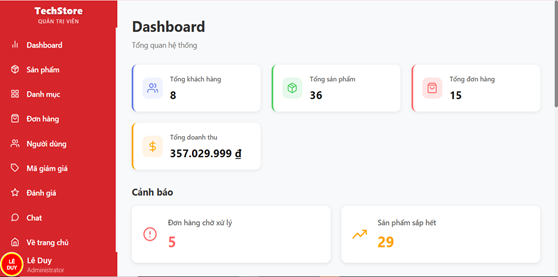 TechStore
QUẢN TRỊ VIÊN
Dashboard
Sản phẩm
Danh mục
Đơn hàng
Người dùng
Mã giảm giá
Đánh giá
Chat
Về trang chủ
LÊ
DUY
Lê Duy
Administrator
Dashboard
Tổng quan hệ thống
Tổng khách hàng
8
Tổng sản phẩm
36
Tổng đơn hàng
15
Tổng doanh thu
357.029.999 ₫
Cảnh báo
Đơn hàng chờ xử lý
5
Sản phẩm sắp hết
29